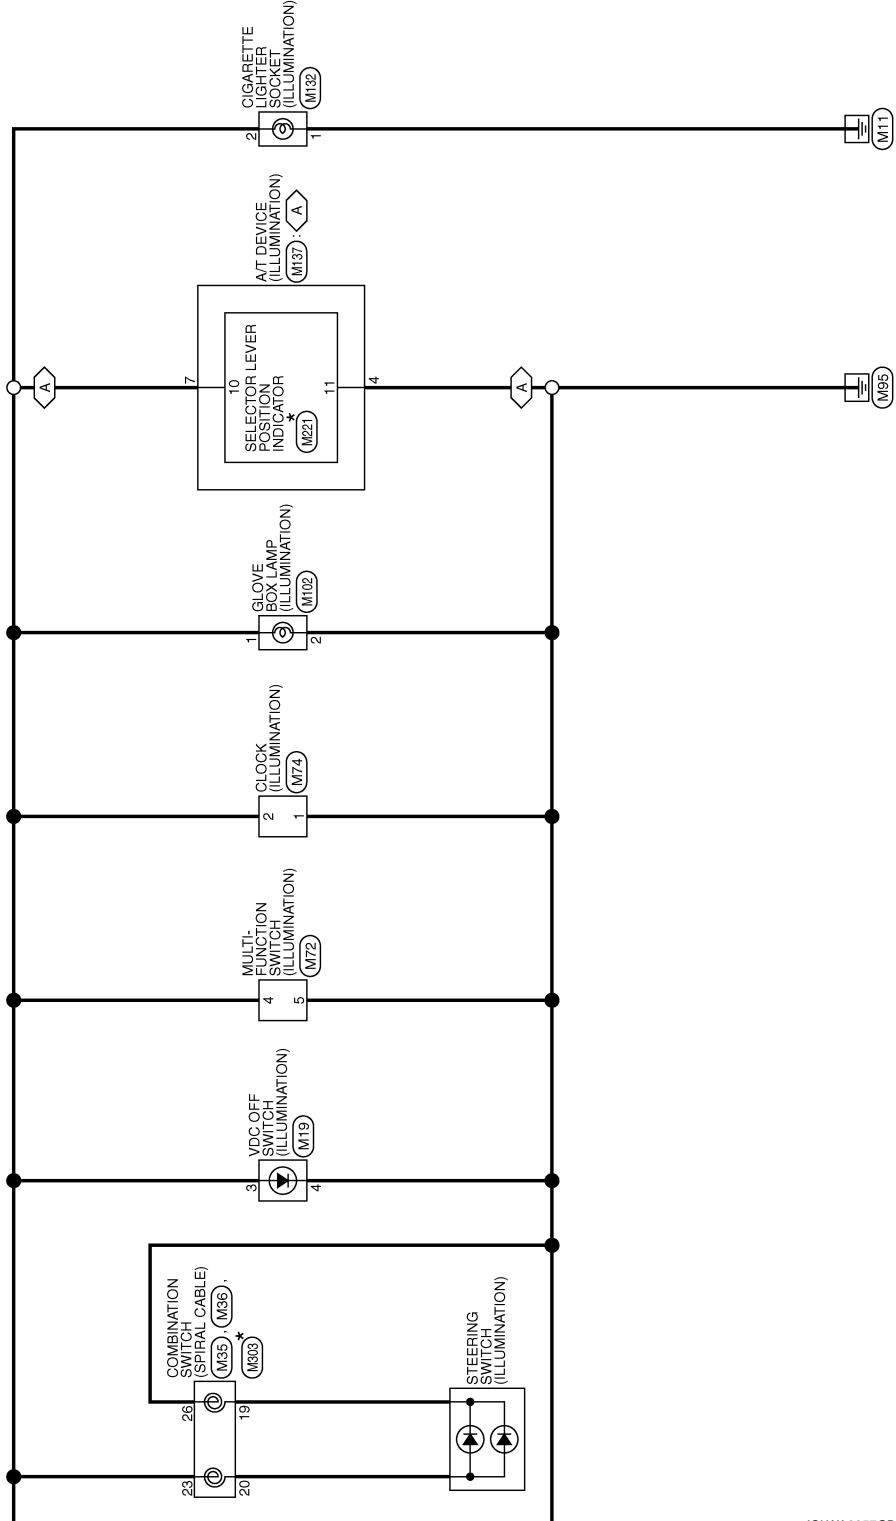 CIGARETTE
LIGHTER
SOCKET
(ILLUMINATION)
M132
2
1
M11
A/T DEVICE
(ILLUMINATION)
M137 : A
A
7
10
SELECTOR LEVER
POSITION
INDICATOR
*
M221
11
4
A
M95
GLOVE
BOX LAMP
(ILLUMINATION)
M102
1
2
CLOCK
(ILLUMINATION)
M74
2
1
MULTI-
FUNCTION
SWITCH
(ILLUMINATION)
M72
4
5
VDC OFF
SWITCH
(ILLUMINATION)
M19
3
4
COMBINATION
SWITCH
(SPIRAL CABLE)
M35 , M36 ,
*
M303
26
19
23
20
STEERING
SWITCH
(ILLUMINATION)